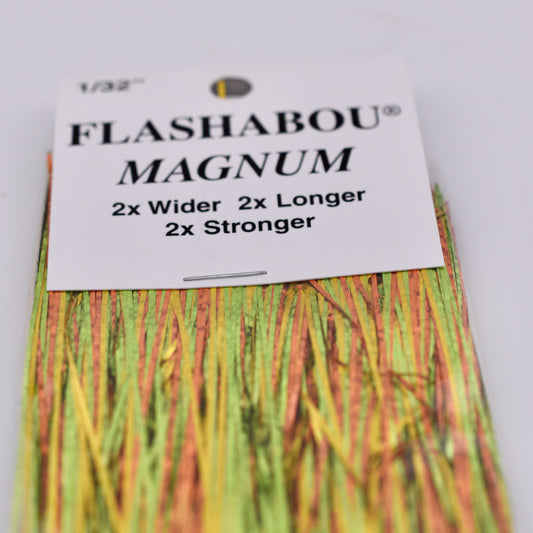 1/32"
FLASHABOU®
MAGNUM
2x Wider 2x Longer
2x Stronger